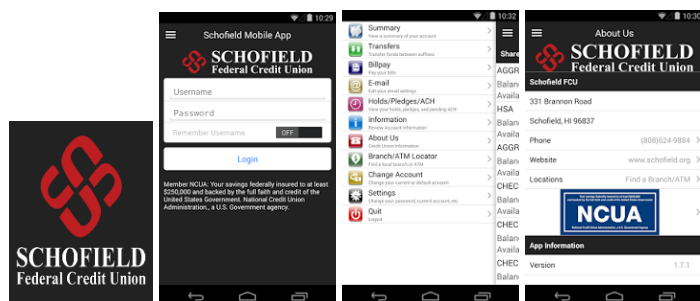 SCHOFIELD
Federal Credit Union
10:29
Schofield Mobile App
SCHOFIELD
Federal Credit Union
Username
Password
Remember Username
OFF
Login
Member NCUA: Your savings federally insured to at least
$250,000 and backed by the full faith and credit of the
United States Government. National Credit Union
Administration., a U.S. Government agency.
10:32
Summary
View a summary of your account
Transfers
Transfer funds between suffixes
Billpay
Pay your bills
E-mail
Edit your email settings
Holds/Pledges/ACH
View your holds, pledges, and pending ACH
Information
Review Account Information
About Us
Credit Union Information
Branch/ATM Locator
Find a local branch or ATM
Change Account
Change your current or default account
Settings
Change your password, current account, etc
Quit
Logout
Share
AGGR
Balan
Availa
HSA
Balan
Availa
AGGR
Balan
Availa
CHEC
Balan
Availa
CHEC
Balan
Availa
CHEC
Balan
10:30
About Us
SCHOFIELD
Federal Credit Union
Schofield FCU
331 Brannon Road
Schofield, HI 96837
Phone
(808)624-9884
Website
www.schofield.org
Locations
Find a Branch/ATM
NCUA
National Credit Union Administration, a U.S. Government Agency
App Information
Version
1.7.1